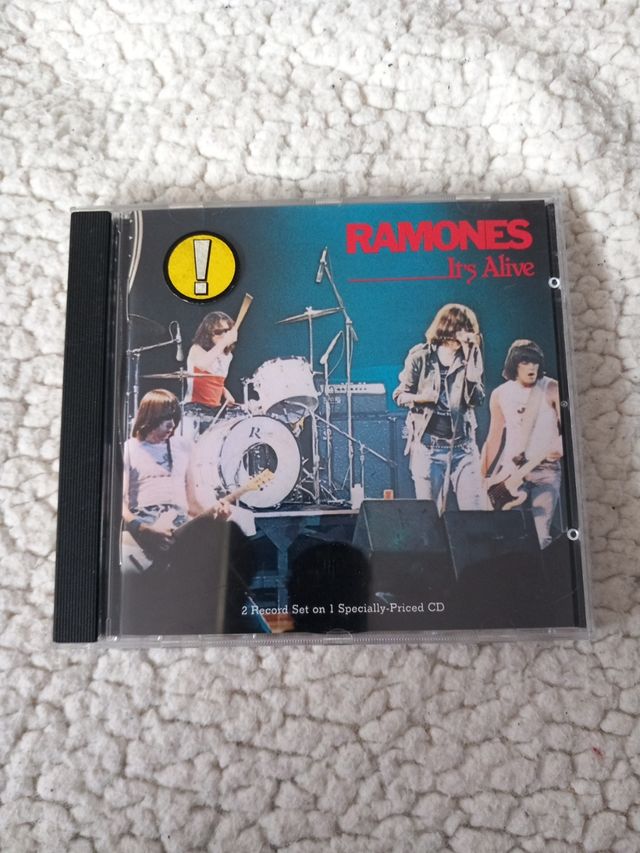 !
RAMONES
It's Alive
R
2 Record Set on 1 Specially-Priced CD